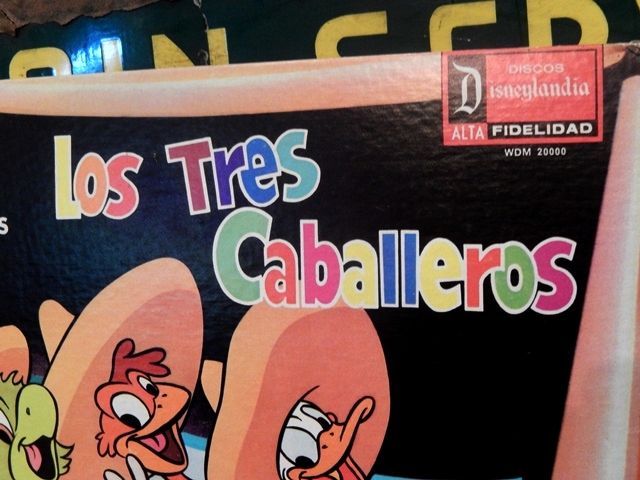 DISCOS
Disneylandia
ALTA FIDELIDAD
WDM 20000
Los Tres
Caballeros